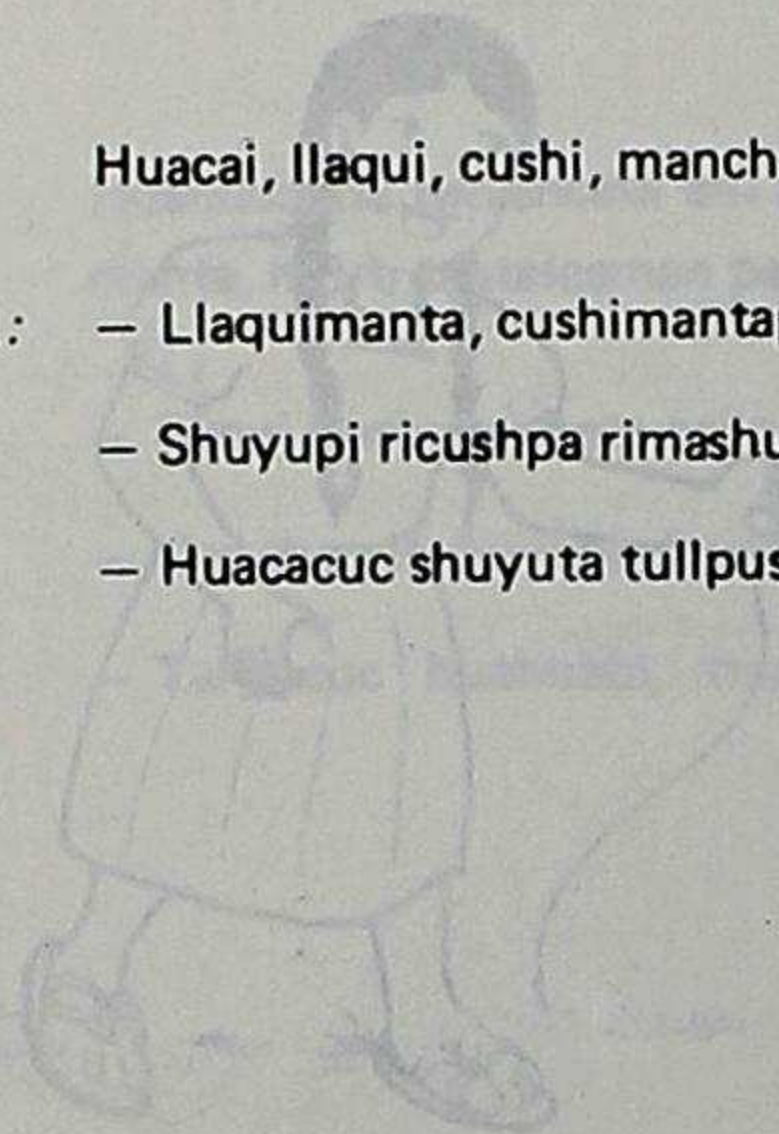 Huacai, llaqui, cushi, manch
: — Llaquimanta, cushimanta
— Shuyupi ricushpa rimashu
— Huacacuc shuyuta tullpus